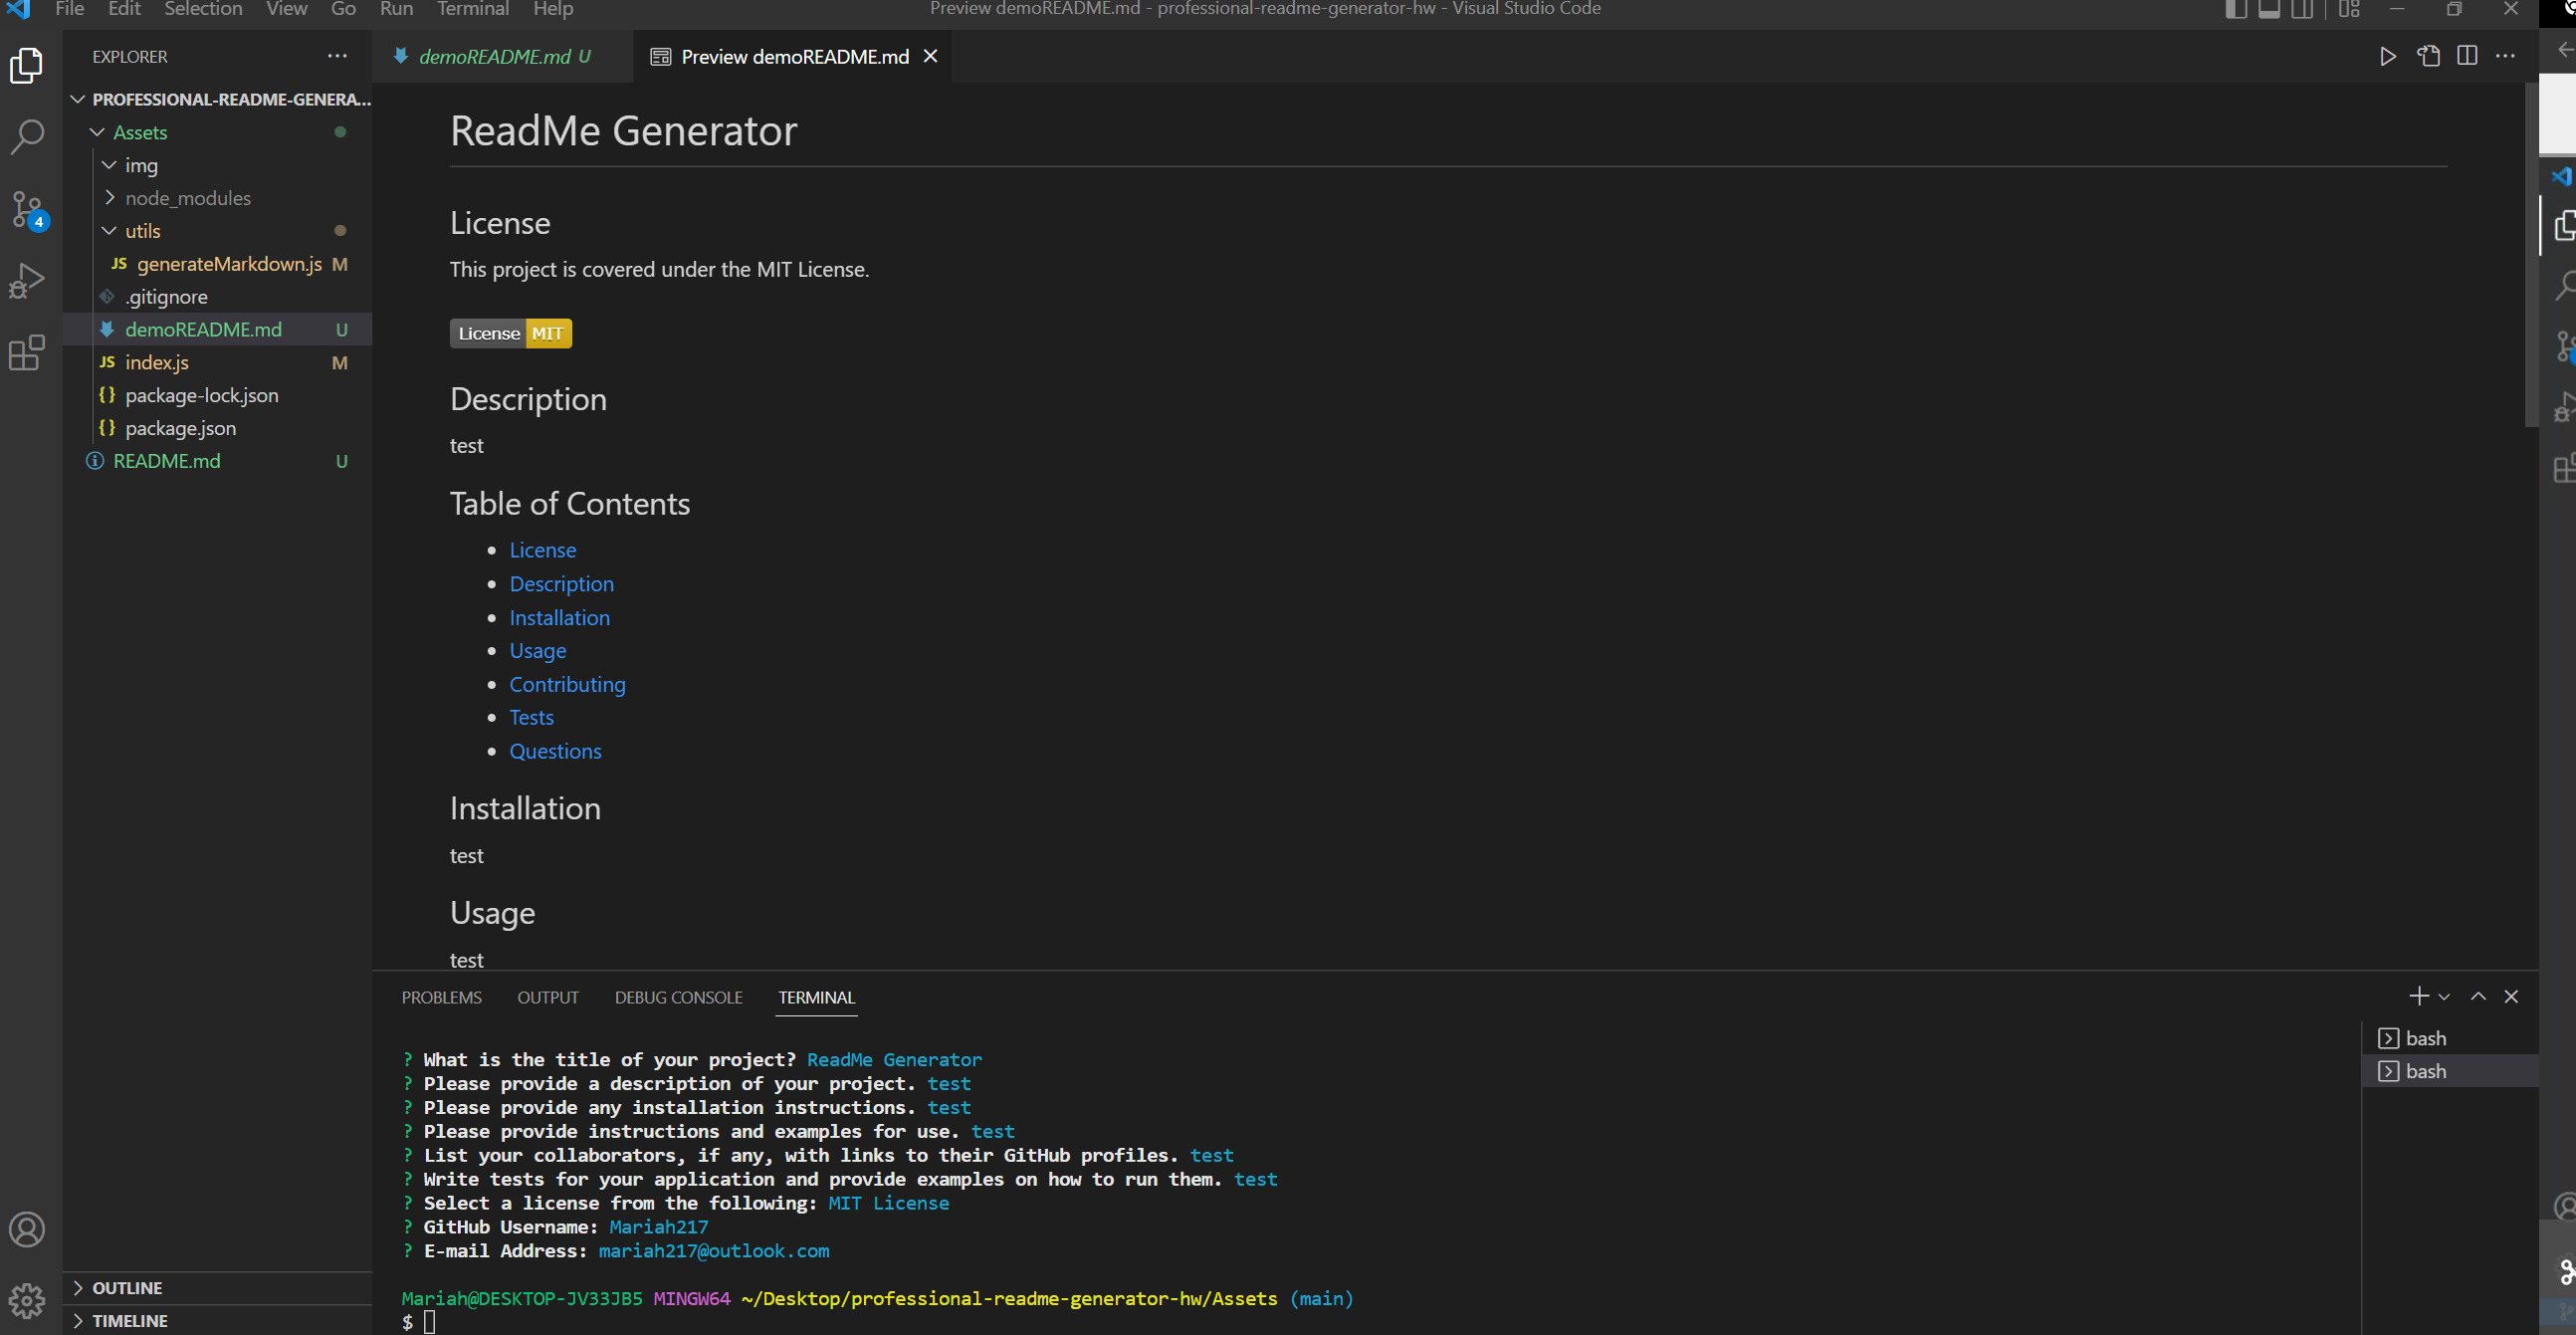 File Edit Selection View Go Run Terminal Help
Preview demoREADME.md - professional-readme-generator-hw - Visual Studio Code
EXPLORER
PROFESSIONAL-README-GENERA...
Assets
img
node_modules
utils
JS generateMarkdown.js M
.gitignore
demoREADME.md U
JS index.js M
{} package-lock.json
{} package.json
README.md U
4
OUTLINE
TIMELINE
demoREADME.md U
Preview demoREADME.md
ReadMe Generator
License
This project is covered under the MIT License.
License MIT
Description
test
Table of Contents
License
Description
Installation
Usage
Contributing
Tests
Questions
Installation
test
Usage
test
PROBLEMS OUTPUT DEBUG CONSOLE TERMINAL
? What is the title of your project? ReadMe Generator
? Please provide a description of your project. test
? Please provide any installation instructions. test
? Please provide instructions and examples for use. test
? List your collaborators, if any, with links to their GitHub profiles. test
? Write tests for your application and provide examples on how to run them. test
? Select a license from the following: MIT License
? GitHub Username: Mariah217
? E-mail Address: mariah217@outlook.com
Mariah@DESKTOP-JV33JB5 MINGW64 ~/Desktop/professional-readme-generator-hw/Assets (main)
$
bash
bash